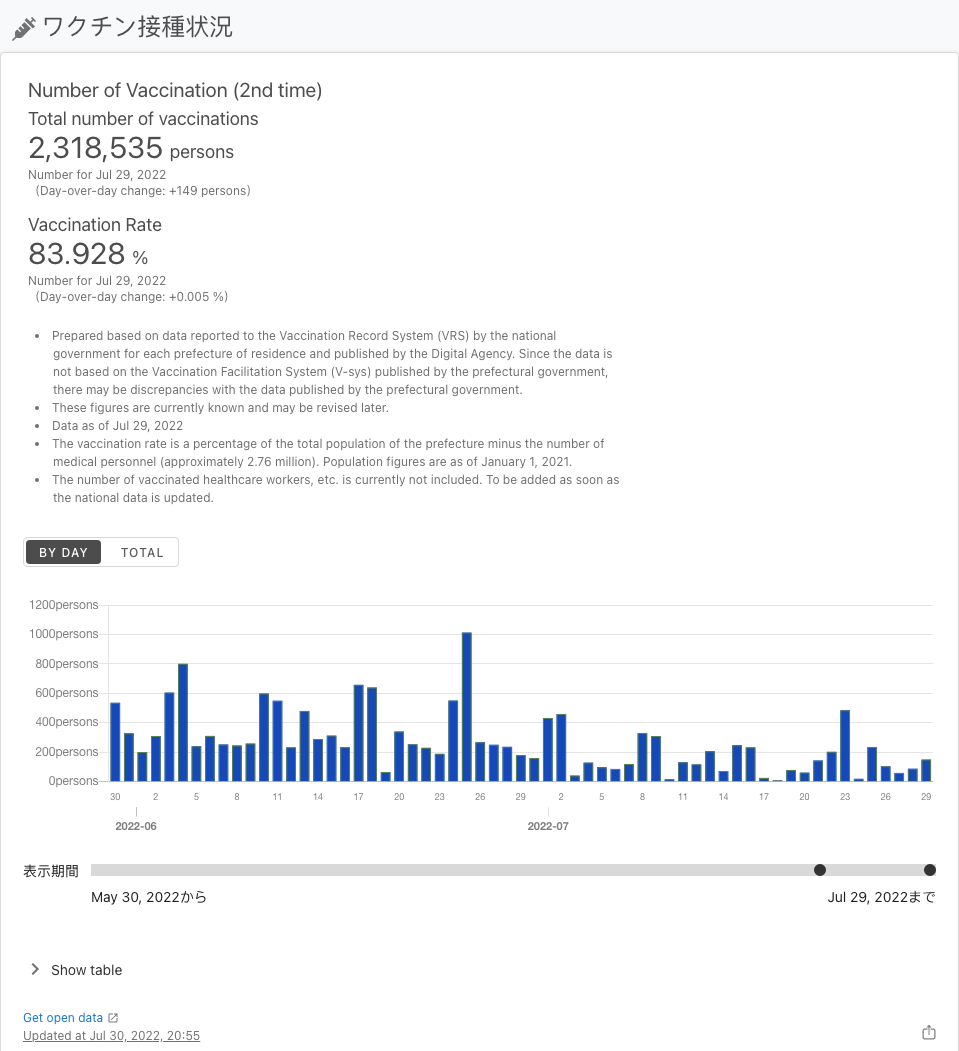 ワクチン接種状況
Number of Vaccination (2nd time)
Total number of vaccinations
2,318,535 persons
Number for Jul 29, 2022
(Day-over-day change: +149 persons)
Vaccination Rate
83.928 %
Number for Jul 29, 2022
(Day-over-day change: +0.005 %)
• Prepared based on data reported to the Vaccination Record System (VRS) by the national
government for each prefecture of residence and published by the Digital Agency. Since the data is
not based on the Vaccination Facilitation System (V-sys) published by the prefectural government,
there may be discrepancies with the data published by the prefectural government.
• These figures are currently known and may be revised later.
• Data as of Jul 29, 2022
• The vaccination rate is a percentage of the total population of the prefecture minus the number of
medical personnel (approximately 2.76 million). Population figures are as of January 1, 2021.
• The number of vaccinated healthcare workers, etc. is currently not included. To be added as soon as
the national data is updated.
BY DAY TOTAL
1200persons
1000persons
800persons
600persons
400persons
200persons
0persons
30 2 5 8 11 14 17 20 23 26 29 2 5 8 11 14 17 20 23 26 29
2022-06 2022-07
表示期間
May 30, 2022から Jul 29, 2022まで
Show table
Get open data
Updated at Jul 30, 2022, 20:55